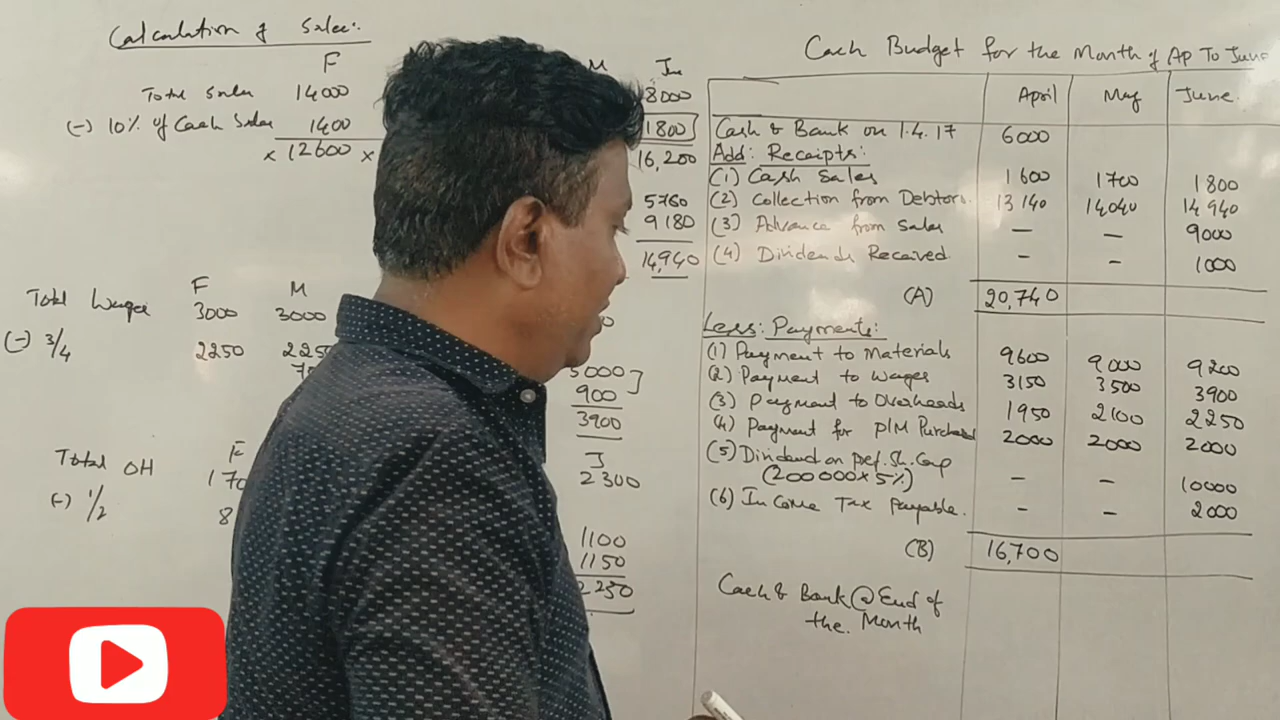 Calculation of Sales:
F
M
June
Total Sales 14000
8000
(-) 10% of Cash Sales 1400
1800
x 12600 x
16,200
5760
9180
14,940
F M
Total Wages 3000 3000
(-) 3/4 2250 225
900
3900
F
J
Total OH 170
2300
(-) 1/2 8
1100
1150
2250
Cash Budget for the Month of Ap To June
April May June
Cash & Bank on 1.4.17 6000
Add: Receipts:
(1) Cash Sales 1600 1700 1800
(2) Collection from Debtors. 13140 14040 14940
(3) Advance from Sales — — 9000
(4) Dividends Received - - 1000
(A) 20,740
Less: Payments:
(1) Payment to Materials 9600 9000 9200
(2) Payment to Wages 3150 3500 3900
(3) Payment to Overheads 1950 2100 2250
(4) Payment for P/M Purchased 2000 2000 2000
(5) Dividend on Pref. Sh. Cap
(200000 x 5%) — - 10000
(6) Income Tax Payable. - - 2000
(B) 16,700
Cash & Bank @ End of
the. Month